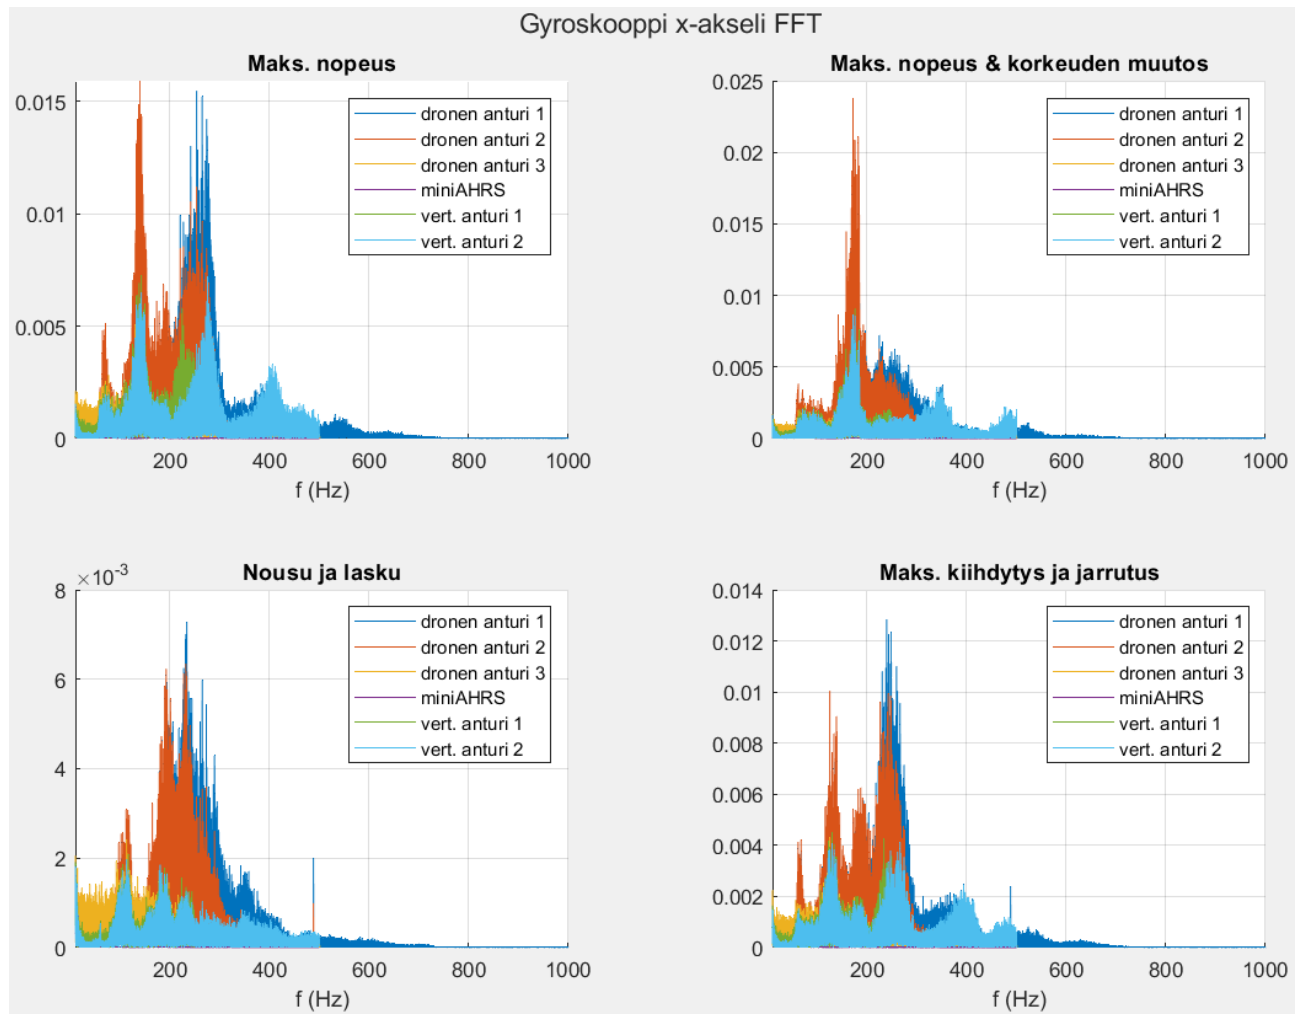 Gyroskooppi x-akseli FFT
Maks. nopeus
0.015
0.01
0.005
0
200 400 600 800 1000
f (Hz)
dronen anturi 1
dronen anturi 2
dronen anturi 3
miniAHRS
vert. anturi 1
vert. anturi 2
Maks. nopeus & korkeuden muutos
0.025
0.02
0.015
0.01
0.005
0
200 400 600 800 1000
f (Hz)
dronen anturi 1
dronen anturi 2
dronen anturi 3
miniAHRS
vert. anturi 1
vert. anturi 2
Nousu ja lasku
×10⁻³
8
6
4
2
0
200 400 600 800 1000
f (Hz)
dronen anturi 1
dronen anturi 2
dronen anturi 3
miniAHRS
vert. anturi 1
vert. anturi 2
Maks. kiihdytys ja jarrutus
0.014
0.012
0.01
0.008
0.006
0.004
0.002
0
200 400 600 800 1000
f (Hz)
dronen anturi 1
dronen anturi 2
dronen anturi 3
miniAHRS
vert. anturi 1
vert. anturi 2